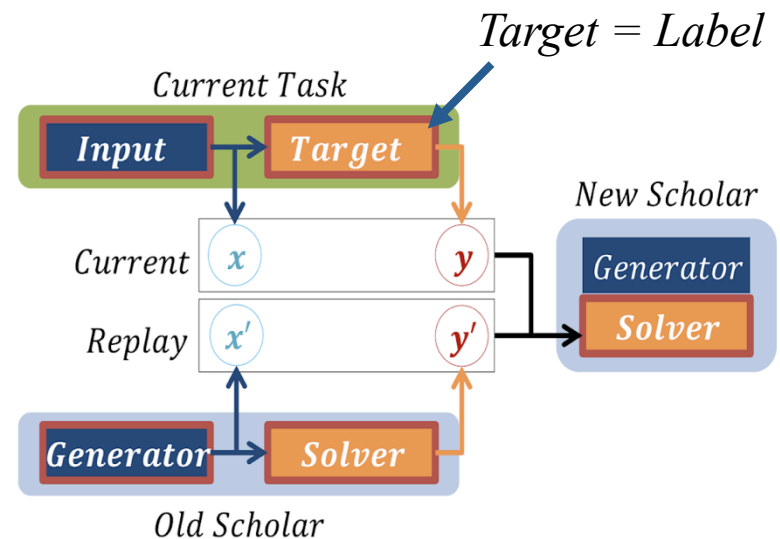 Target = Label
Current Task
Input
Target
New Scholar
Current
x
y
Generator
Solver
Replay
x′
y′
Generator
Solver
Old Scholar